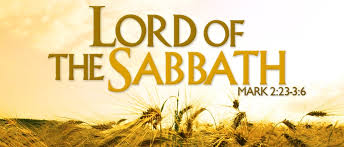 LORD OF
THE SABBATH
MARK 2:23-3:6